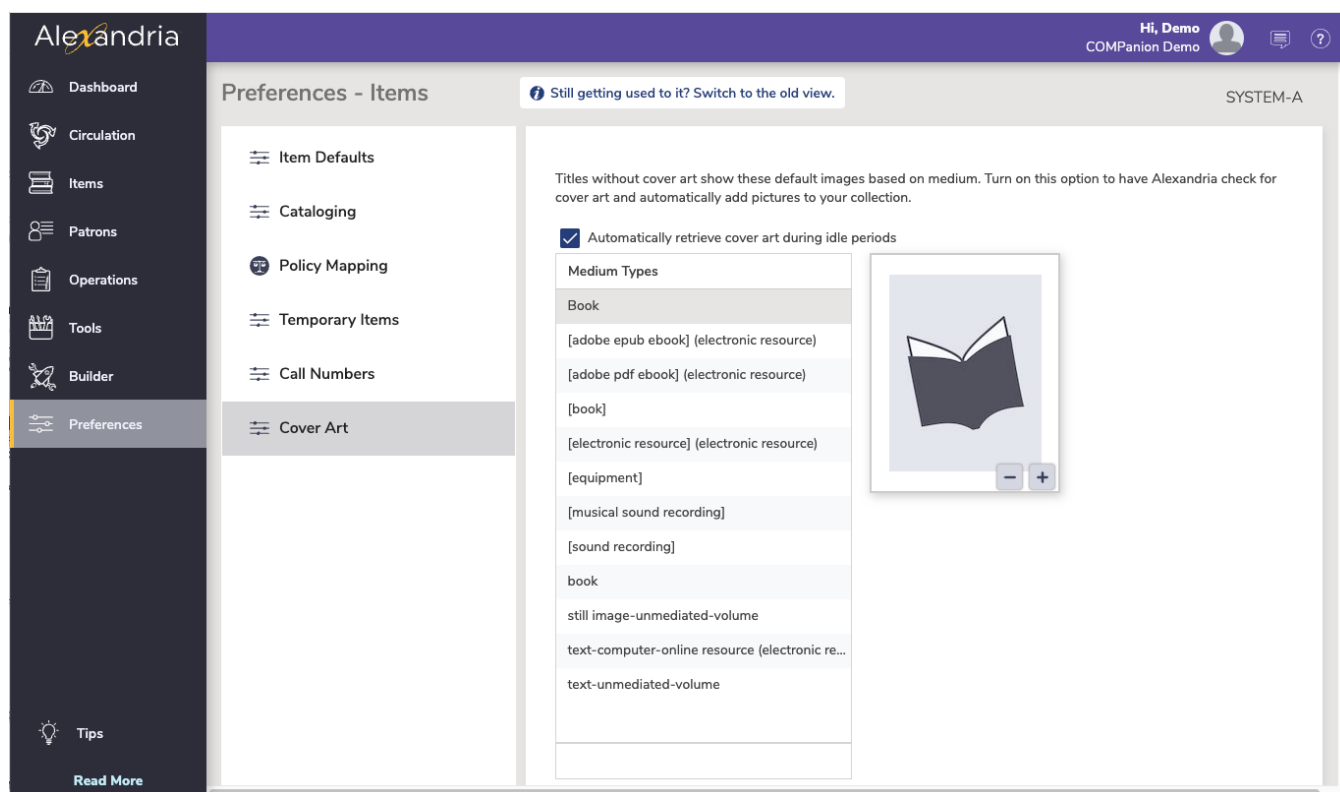 Alexandria
Hi, Demo
COMPanion Demo
?
Dashboard
Circulation
Items
Patrons
Operations
Tools
Builder
Preferences
Tips
Read More
Preferences - Items
i Still getting used to it? Switch to the old view.
SYSTEM-A
Item Defaults
Cataloging
Policy Mapping
Temporary Items
Call Numbers
Cover Art
Titles without cover art show these default images based on medium. Turn on this option to have Alexandria check for
cover art and automatically add pictures to your collection.
Automatically retrieve cover art during idle periods
Medium Types
Book
[adobe epub ebook] (electronic resource)
[adobe pdf ebook] (electronic resource)
[book]
[electronic resource] (electronic resource)
[equipment]
[musical sound recording]
[sound recording]
book
still image-unmediated-volume
text-computer-online resource (electronic re...
text-unmediated-volume
− +